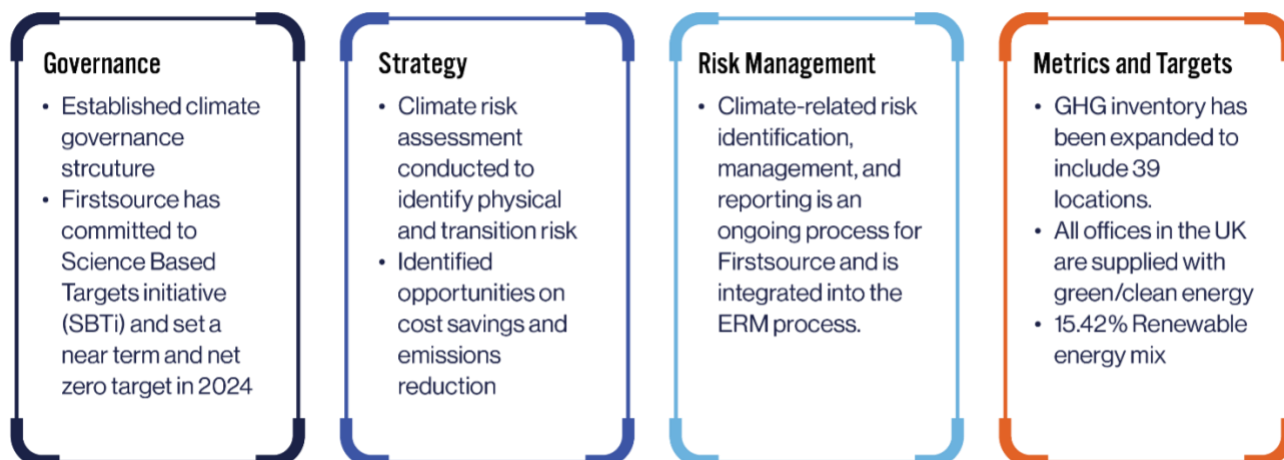 Governance
• Established climate
governance
strcuture
• Firstsource has
committed to
Science Based
Targets initiative
(SBTi) and set a
near term and net
zero target in 2024
Strategy
• Climate risk
assessment
conducted to
identify physical
and transition risk
• Identified
opportunities on
cost savings and
emissions
reduction
Risk Management
• Climate-related risk
identification,
management, and
reporting is an
ongoing process for
Firstsource and is
integrated into the
ERM process.
Metrics and Targets
• GHG inventory has
been expanded to
include 39
locations.
• All offices in the UK
are supplied with
green/clean energy
• 15.42% Renewable
energy mix